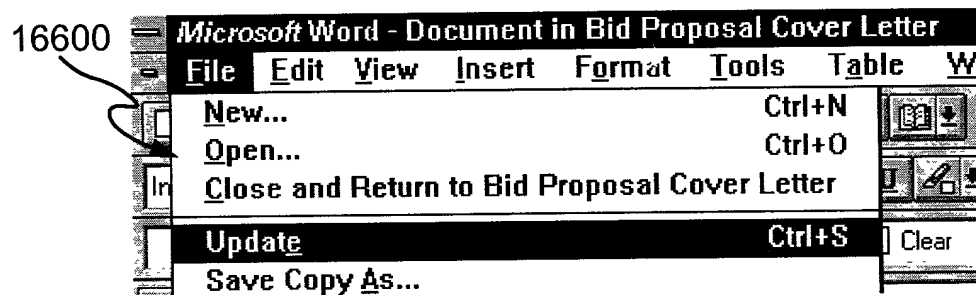 16600
Microsoft Word - Document in Bid Proposal Cover Letter
File Edit View Insert Format Tools Table W
New... Ctrl+N
Open... Ctrl+O
In
Close and Return to Bid Proposal Cover Letter U
Update Ctrl+S Clear
Save Copy As...